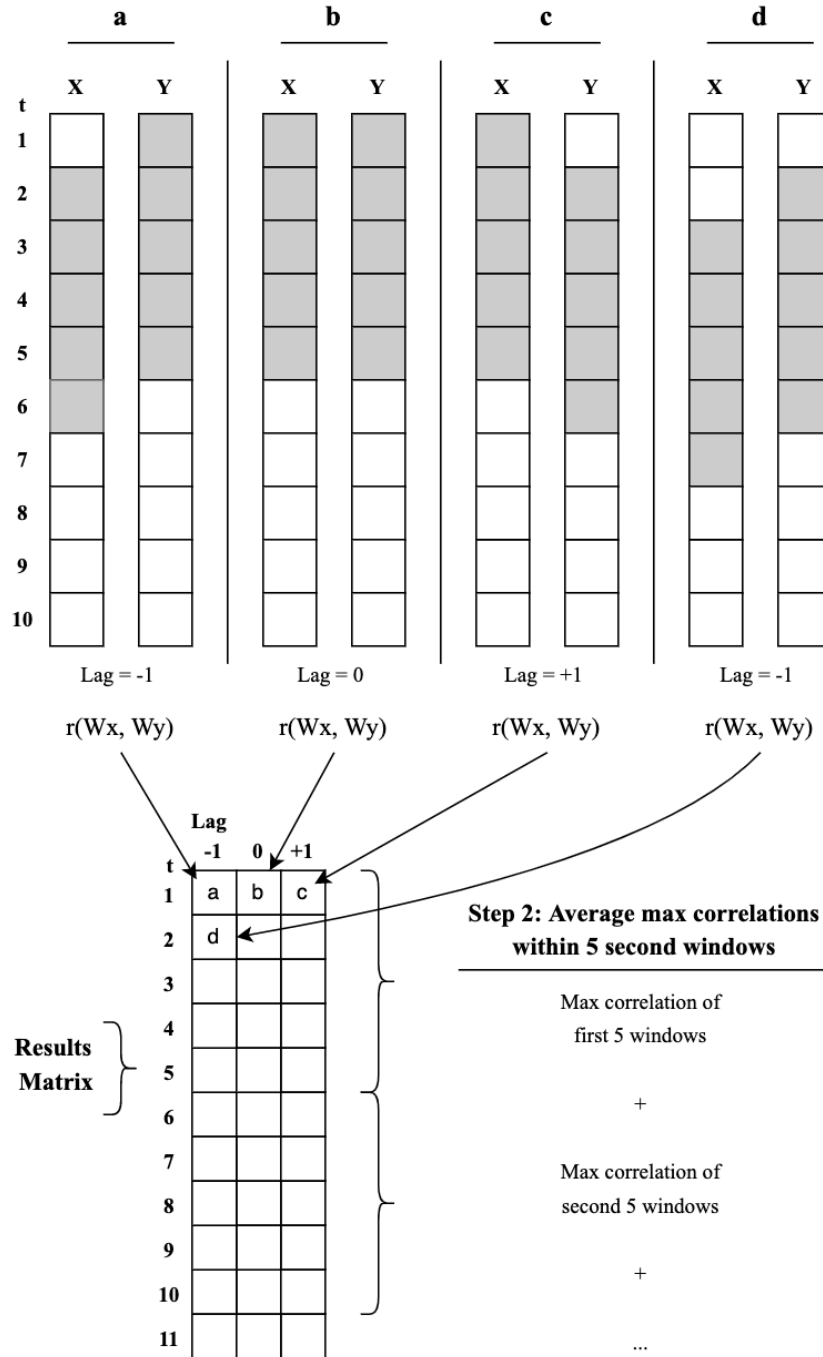 a b c d
X Y X Y X Y X Y
t
1
2
3
4
5
6
7
8
9
10
Lag = -1 Lag = 0 Lag = +1 Lag = -1
r(Wx, Wy) r(Wx, Wy) r(Wx, Wy) r(Wx, Wy)
Lag
-1 0 +1
t
1 a b c
2 d
3
4
5
6
7
8
9
10
11
Results
Matrix
Step 2: Average max correlations
within 5 second windows
Max correlation of
first 5 windows
+
Max correlation of
second 5 windows
+
...